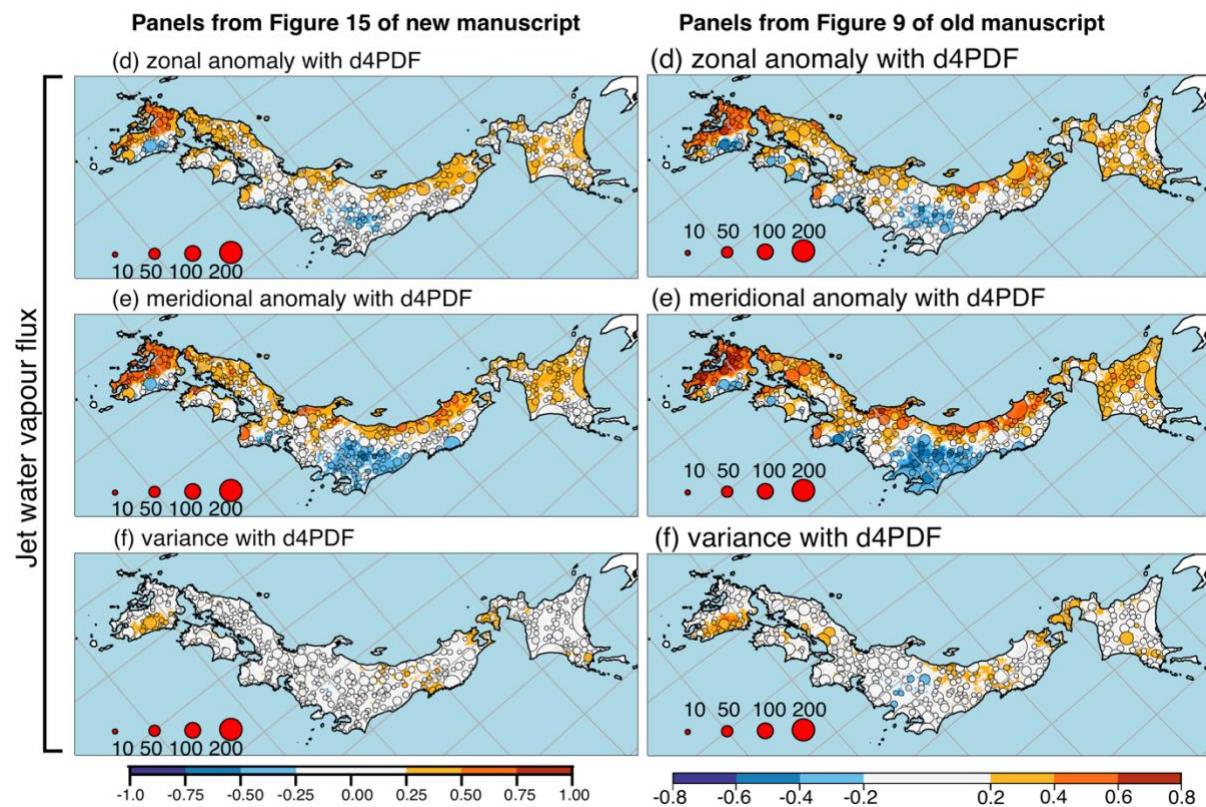 Panels from Figure 15 of new manuscript
Panels from Figure 9 of old manuscript
Jet water vapour flux
(d) zonal anomaly with d4PDF
10 50 100 200
(d) zonal anomaly with d4PDF
10 50 100 200
(e) meridional anomaly with d4PDF
10 50 100 200
(e) meridional anomaly with d4PDF
10 50 100 200
(f) variance with d4PDF
10 50 100 200
(f) variance with d4PDF
10 50 100 200
-1.0 -0.75 -0.50 -0.25 0.00 0.25 0.50 0.75 1.00
-0.8 -0.6 -0.4 -0.2 0.2 0.4 0.6 0.8